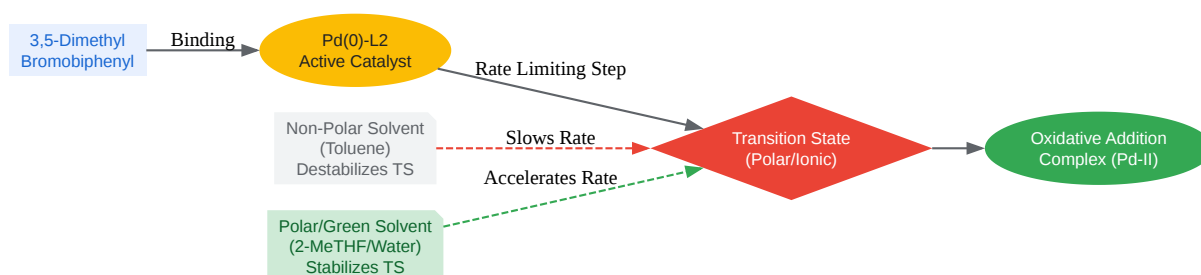 3,5-Dimethyl
Bromobiphenyl
Binding
Pd(0)-L2
Active Catalyst
Rate Limiting Step
Non-Polar Solvent
(Toluene)
Destabilizes TS
Slows Rate
Transition State
(Polar/Ionic)
Oxidative Addition
Complex (Pd-II)
Accelerates Rate
Polar/Green Solvent
(2-MeTHF/Water)
Stabilizes TS